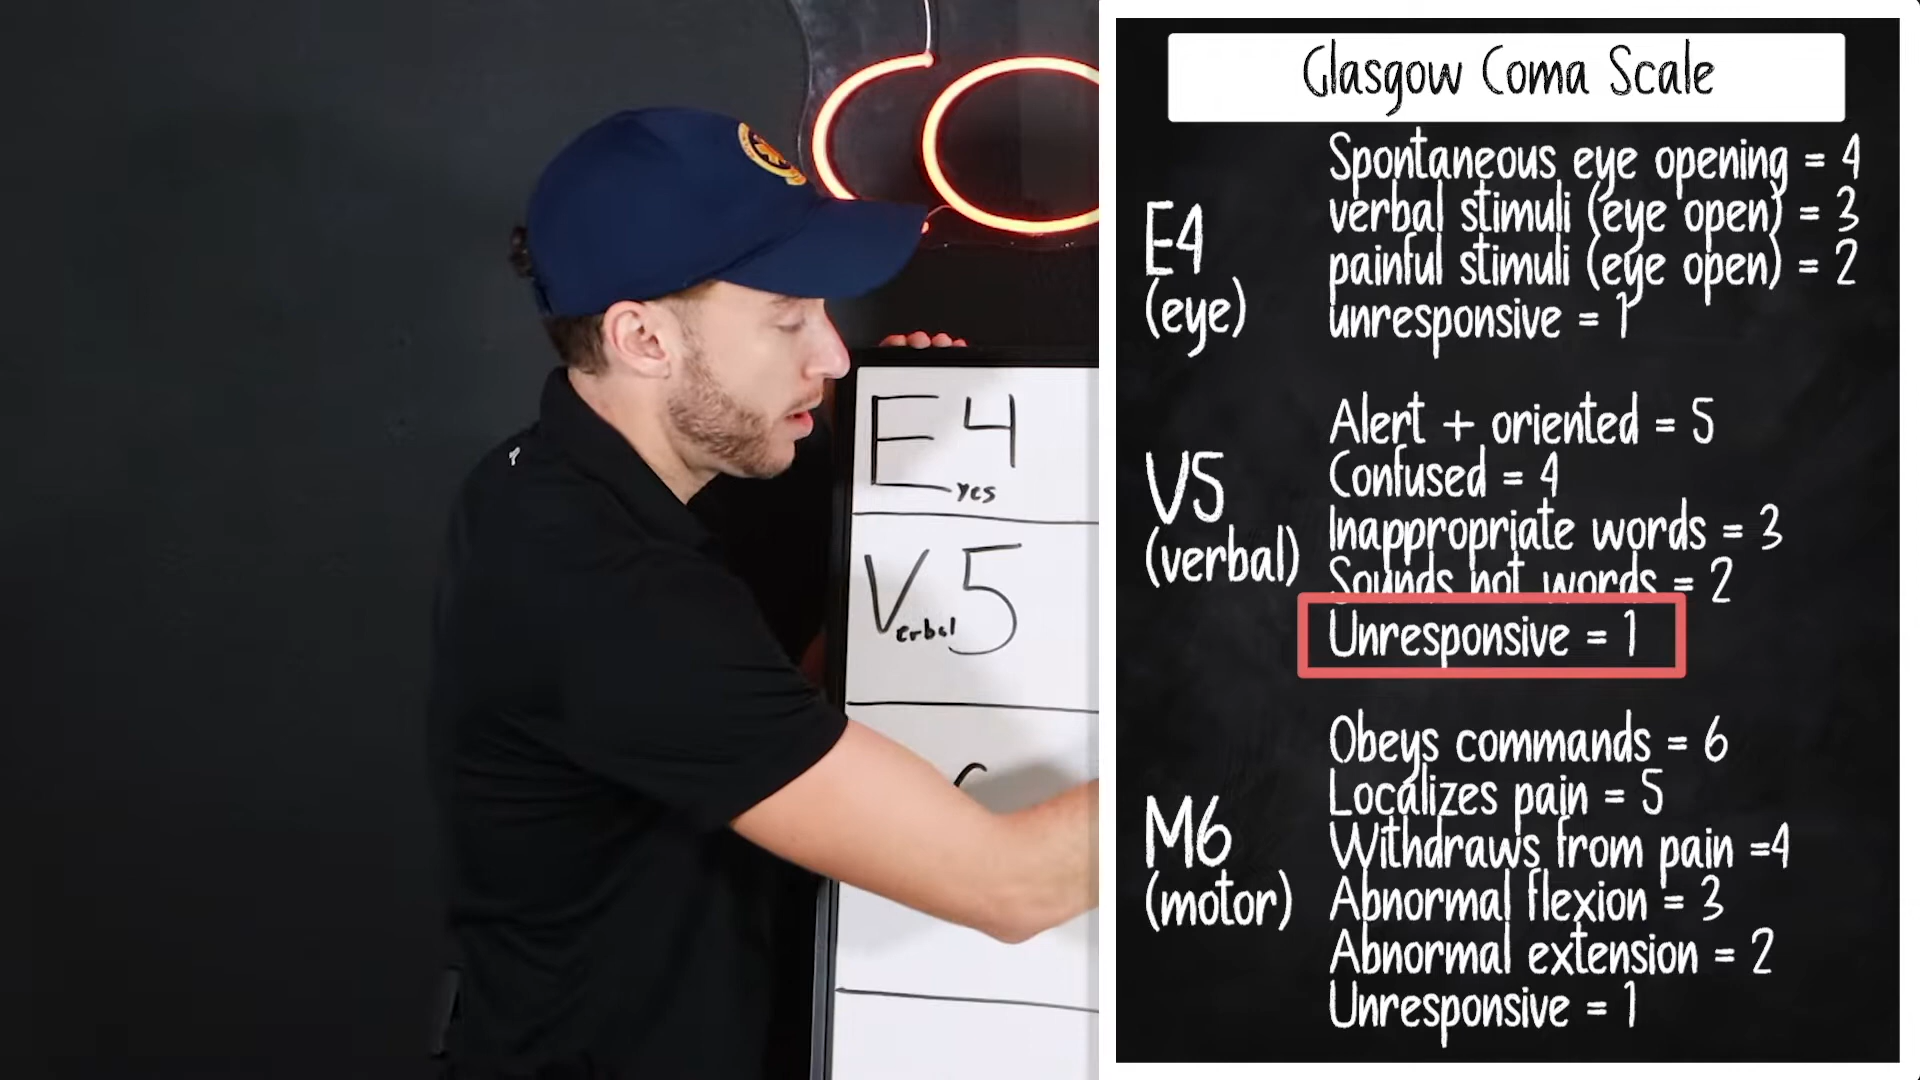 E4
yes
V5
erbal
Glasgow Coma Scale
E4
(eye)
Spontaneous eye opening = 4
verbal stimuli (eye open) = 3
painful stimuli (eye open) = 2
unresponsive = 1
V5
(verbal)
Alert + oriented = 5
Confused = 4
Inappropriate words = 3
Sounds not words = 2
Unresponsive = 1
M6
(motor)
Obeys commands = 6
Localizes pain = 5
Withdraws from pain =4
Abnormal flexion = 3
Abnormal extension = 2
Unresponsive = 1